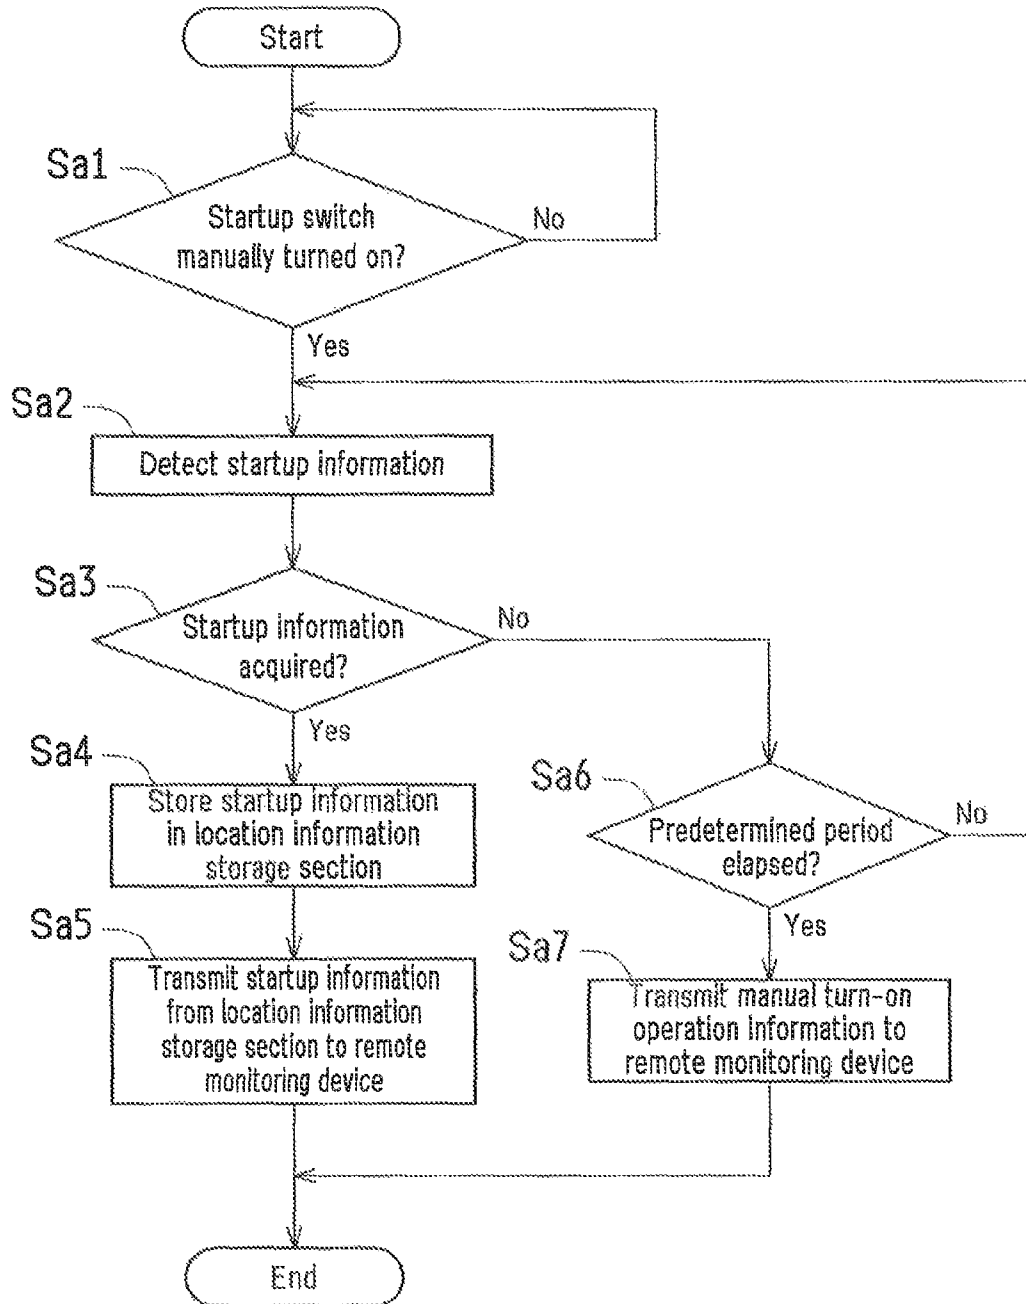 Start
Sa1
Startup switch
manually turned on?
No
Yes
Sa2
Detect startup information
Sa3
Startup information
acquired?
No
Yes
Sa4
Store startup information
in location information
storage section
Sa5
Transmit startup information
from location information
storage section to remote
monitoring device
Sa6
Predetermined period
elapsed?
No
Yes
Sa7
Transmit manual turn-on
operation information to
remote monitoring device
End